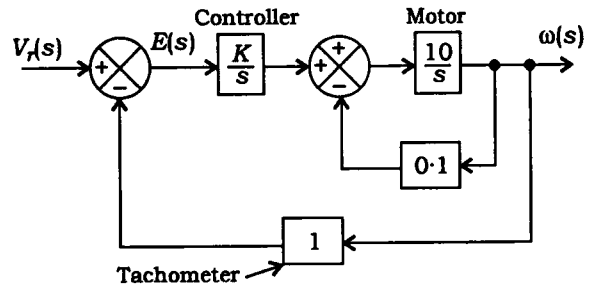 Controller
Motor
V_r(s)
E(s)
K/s
10/s
ω(s)
+
−
+
+
−
0·1
1
Tachometer